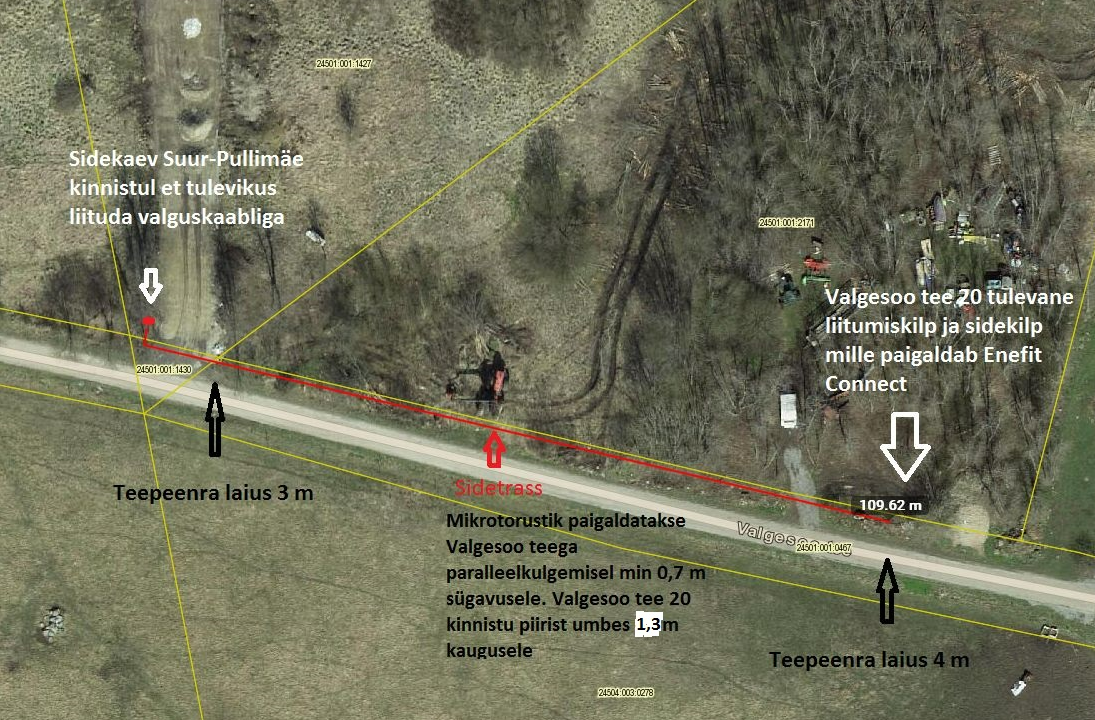 24501:001:1427
Sidekaev Suur-Pullimäe
kinnistul et tulevikus
liituda valguskaabliga
24501:001:2171
Valgesoo tee 20 tulevane
liitumiskilp ja sidekilp
mille paigaldab Enefit
Connect
24501:001:1430
109.62 m
Teepeenra laius 3 m
Sidetrass
Mikrotorustik paigaldatakse
Valgesoo teega
paralleelkulgemisel min 0,7 m
sügavusele. Valgesoo tee 20
kinnistu piirist umbes 1,3m
kaugusele
Valgesoo tee
24501:001:0467
Teepeenra laius 4 m
24504:003:0278